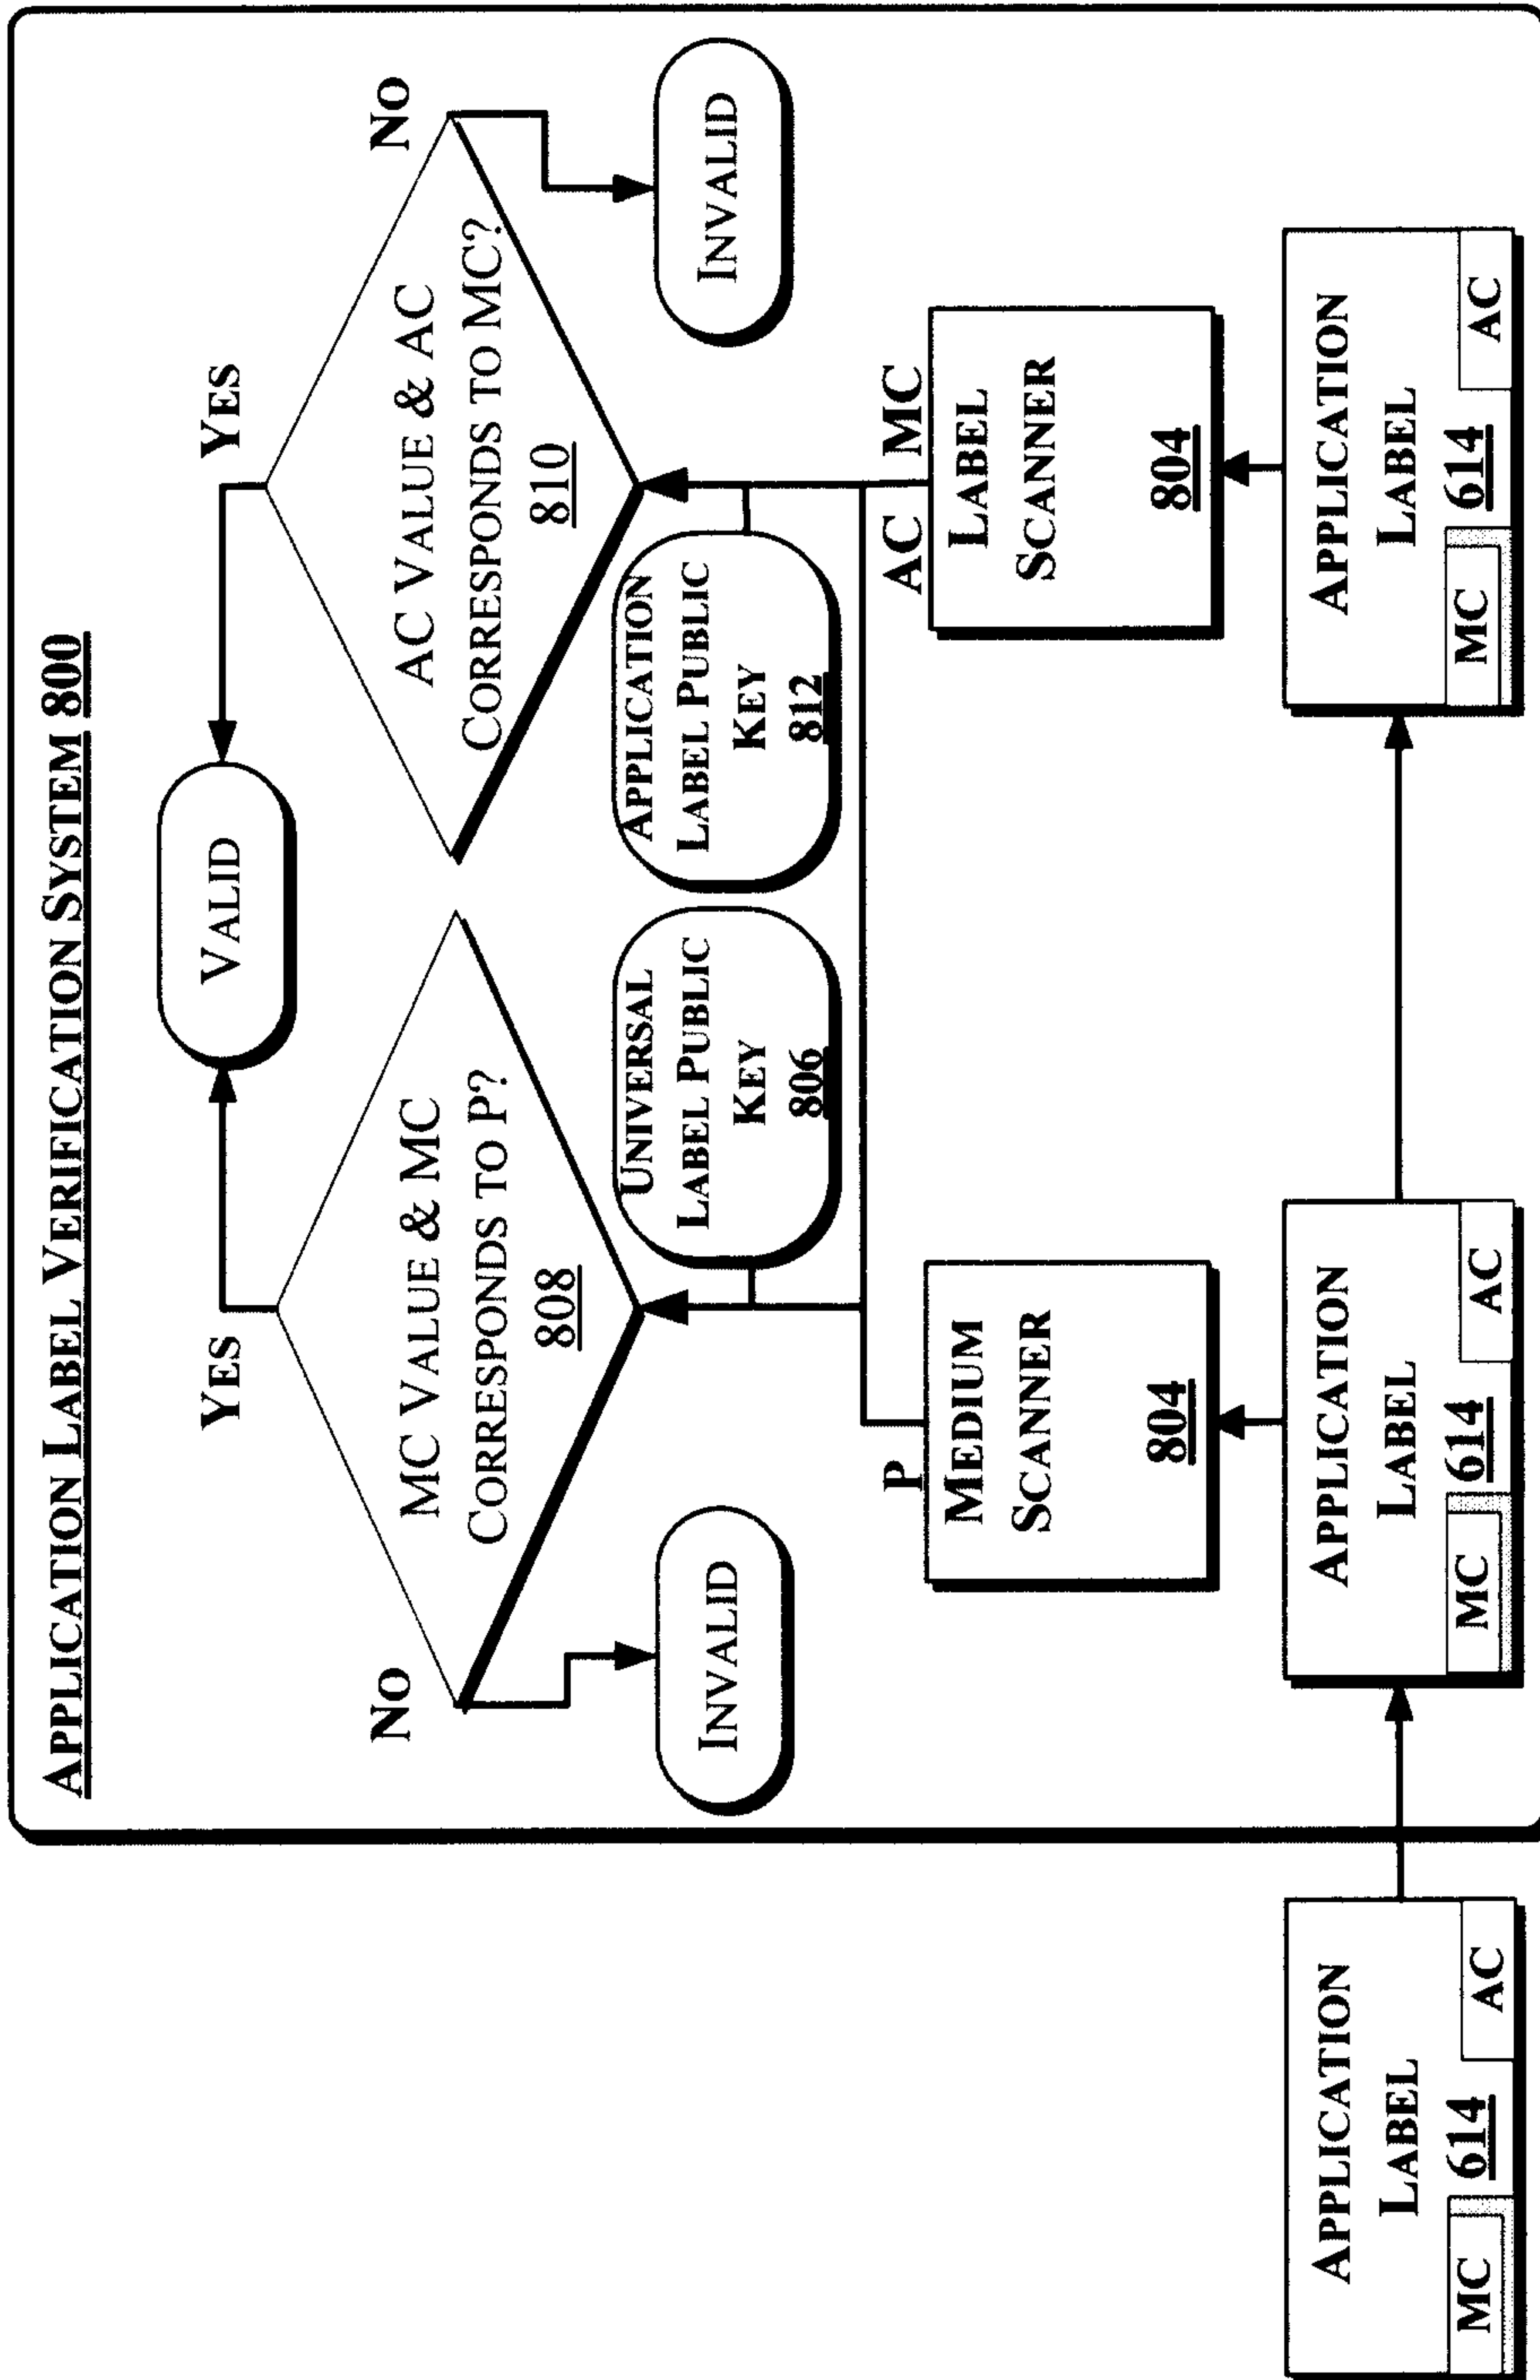 APPLICATION LABEL VERIFICATION SYSTEM 800
VALID
YES
YES
NO
MC VALUE & MC
CORRESPONDS TO P?
808
AC VALUE & AC
CORRESPONDS TO MC?
810
NO
INVALID
UNIVERSAL
LABEL PUBLIC
KEY
806
APPLICATION
LABEL PUBLIC
KEY
812
INVALID
P
MEDIUM
SCANNER
804
AC MC
LABEL
SCANNER
804
APPLICATION
LABEL
614
MC
AC
APPLICATION
LABEL
614
MC
AC
APPLICATION
LABEL
614
MC
AC